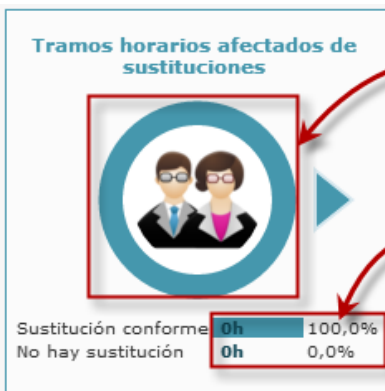 Tramos horarios afectados de
sustituciones
Sustitución conforme 0h 100,0%
No hay sustitución 0h 0,0%